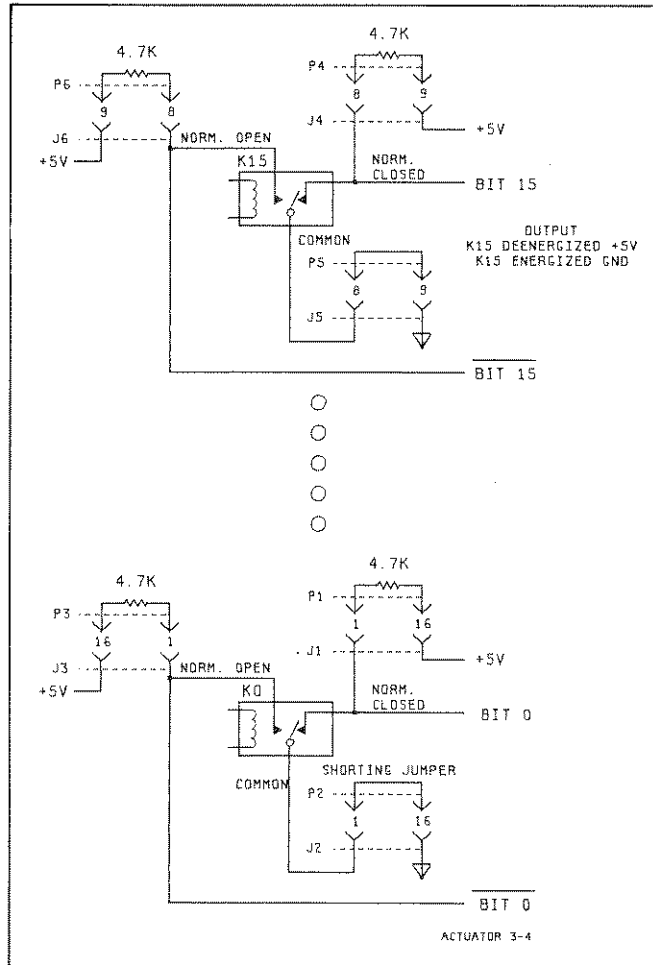 4.7K
4.7K
P6
P4
9 8
8 9
J6
J4
+5V
+5V
NORM. OPEN
K15
NORM.
CLOSED
BIT 15
COMMON
OUTPUT
K15 DEENERGIZED +5V
K15 ENERGIZED GND
P5
8 9
J5
BIT 15
4.7K
4.7K
P3
P1
16 1
1 16
J3
J1
+5V
+5V
NORM. OPEN
K0
NORM.
CLOSED
BIT 0
COMMON
SHORTING JUMPER
P2
1 16
J2
BIT 0
ACTUATOR 3-4